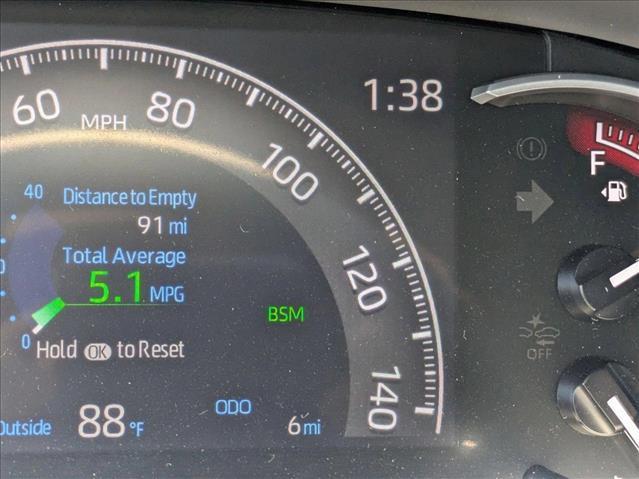 60
80
100
120
140
MPH
1:38
F
40
Distance to Empty
91 mi
Total Average
5.1 MPG
0
Hold OK to Reset
BSM
Outside 88 °F
ODO
6 mi
OFF